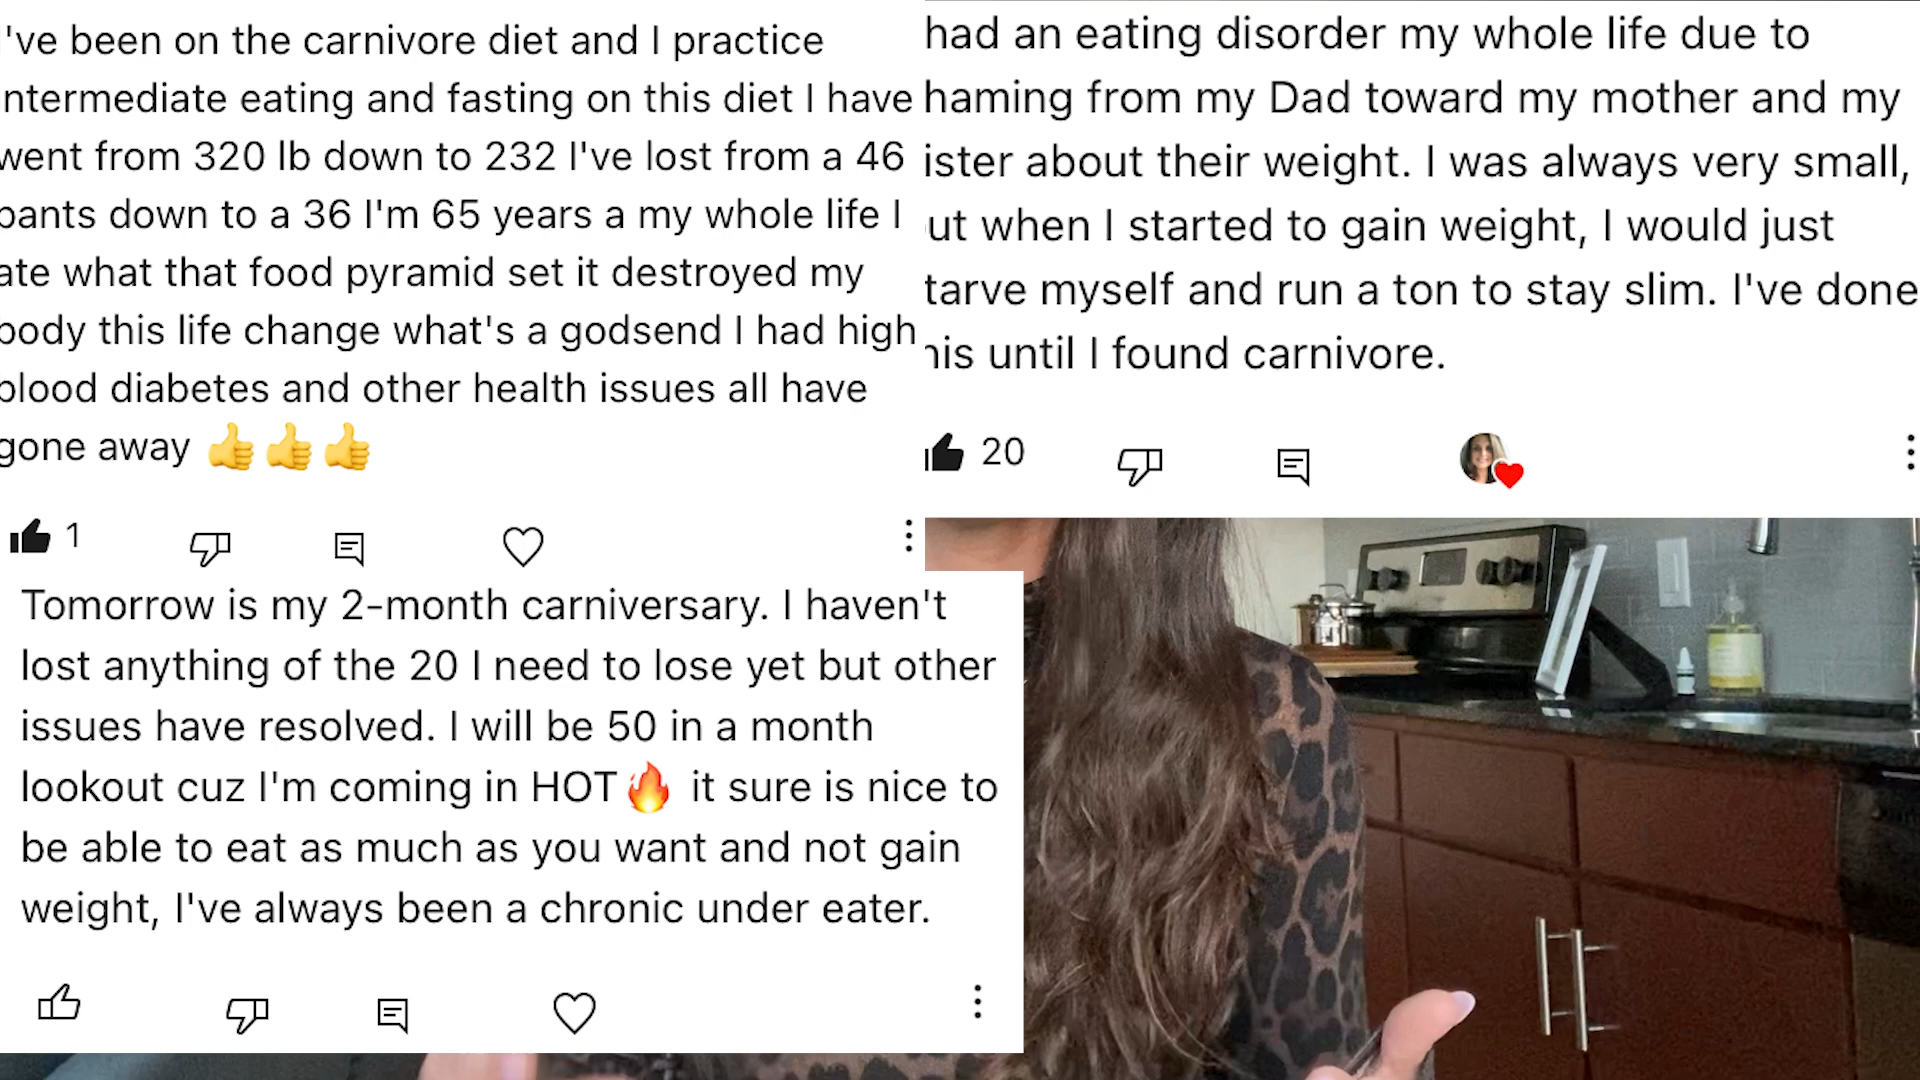 I've been on the carnivore diet and I practice
ntermediate eating and fasting on this diet I have
went from 320 lb down to 232 I've lost from a 46
pants down to a 36 I'm 65 years a my whole life I
ate what that food pyramid set it destroyed my
body this life change what's a godsend I had high
blood diabetes and other health issues all have
gone away 👍👍👍
1
had an eating disorder my whole life due to
haming from my Dad toward my mother and my
ister about their weight. I was always very small,
ut when I started to gain weight, I would just
tarve myself and run a ton to stay slim. I've done
his until I found carnivore.
20
Tomorrow is my 2-month carniversary. I haven't
lost anything of the 20 I need to lose yet but other
issues have resolved. I will be 50 in a month
lookout cuz I'm coming in HOT🔥 it sure is nice to
be able to eat as much as you want and not gain
weight, I've always been a chronic under eater.